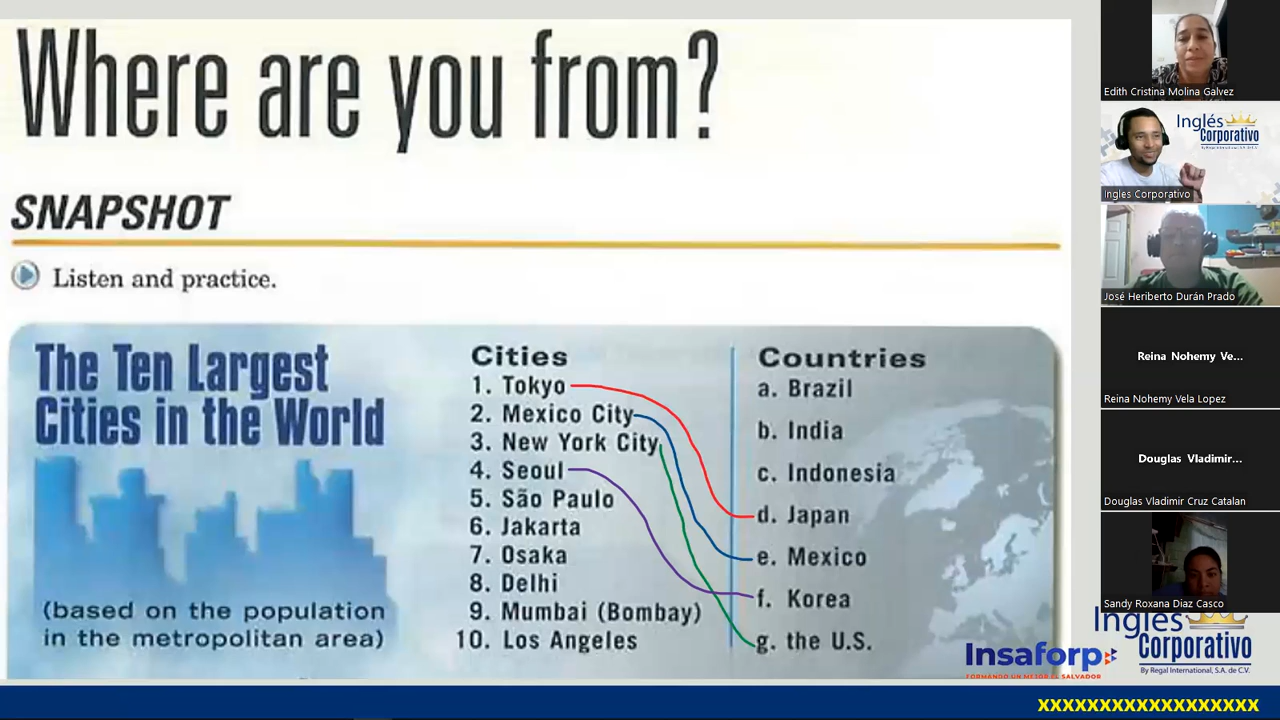 Where are you from?
SNAPSHOT
Listen and practice.
The Ten Largest
Cities in the World
(based on the population
in the metropolitan area)
Cities
1. Tokyo
2. Mexico City
3. New York City
4. Seoul
5. São Paulo
6. Jakarta
7. Osaka
8. Delhi
9. Mumbai (Bombay)
10. Los Angeles
Countries
a. Brazil
b. India
c. Indonesia
d. Japan
e. Mexico
f. Korea
g. the U.S.
Edith Cristina Molina Galvez
Inglés
Corporativo
By Regal International, S.A. de C.V.
Ingles Corporativo
José Heriberto Durán Prado
Reina Nohemy Ve...
Reina Nohemy Vela Lopez
Douglas Vladimir...
Douglas Vladimir Cruz Catalan
Sandy Roxana Diaz Casco
Insaforp
FORMANDO UN MEJOR EL SALVADOR
Inglés
Corporativo
By Regal International, S.A. de C.V.
XXXXXXXXXXXXXXXXXX